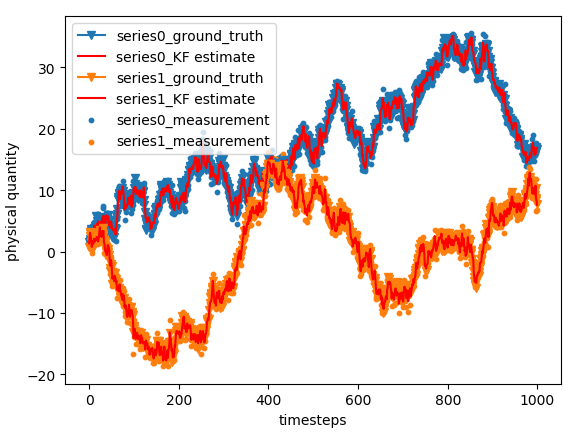 series0_ground_truth
series0_KF estimate
series1_ground_truth
series1_KF estimate
series0_measurement
series1_measurement
30
20
10
0
−10
−20
physical quantity
0 200 400 600 800 1000
timesteps